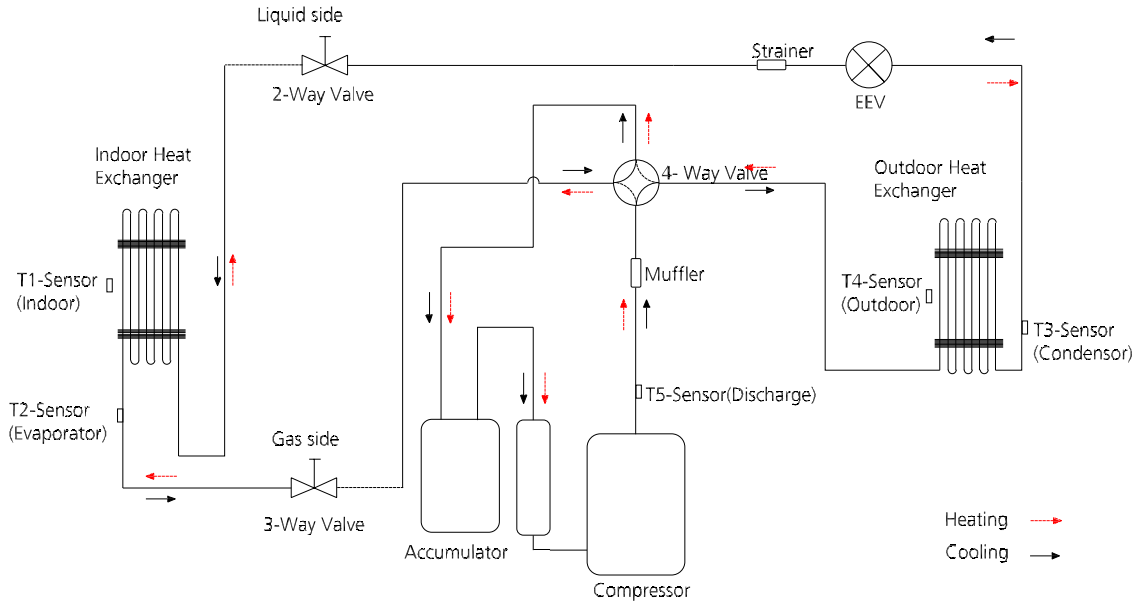 Liquid side
2-Way Valve
Strainer
EEV
Indoor Heat
Exchanger
4- Way Valve
Outdoor Heat
Exchanger
T1-Sensor
(Indoor)
Muffler
T4-Sensor
(Outdoor)
T3-Sensor
(Condensor)
T2-Sensor
(Evaporator)
T5-Sensor(Discharge)
Gas side
3-Way Valve
Accumulator
Compressor
Heating
Cooling